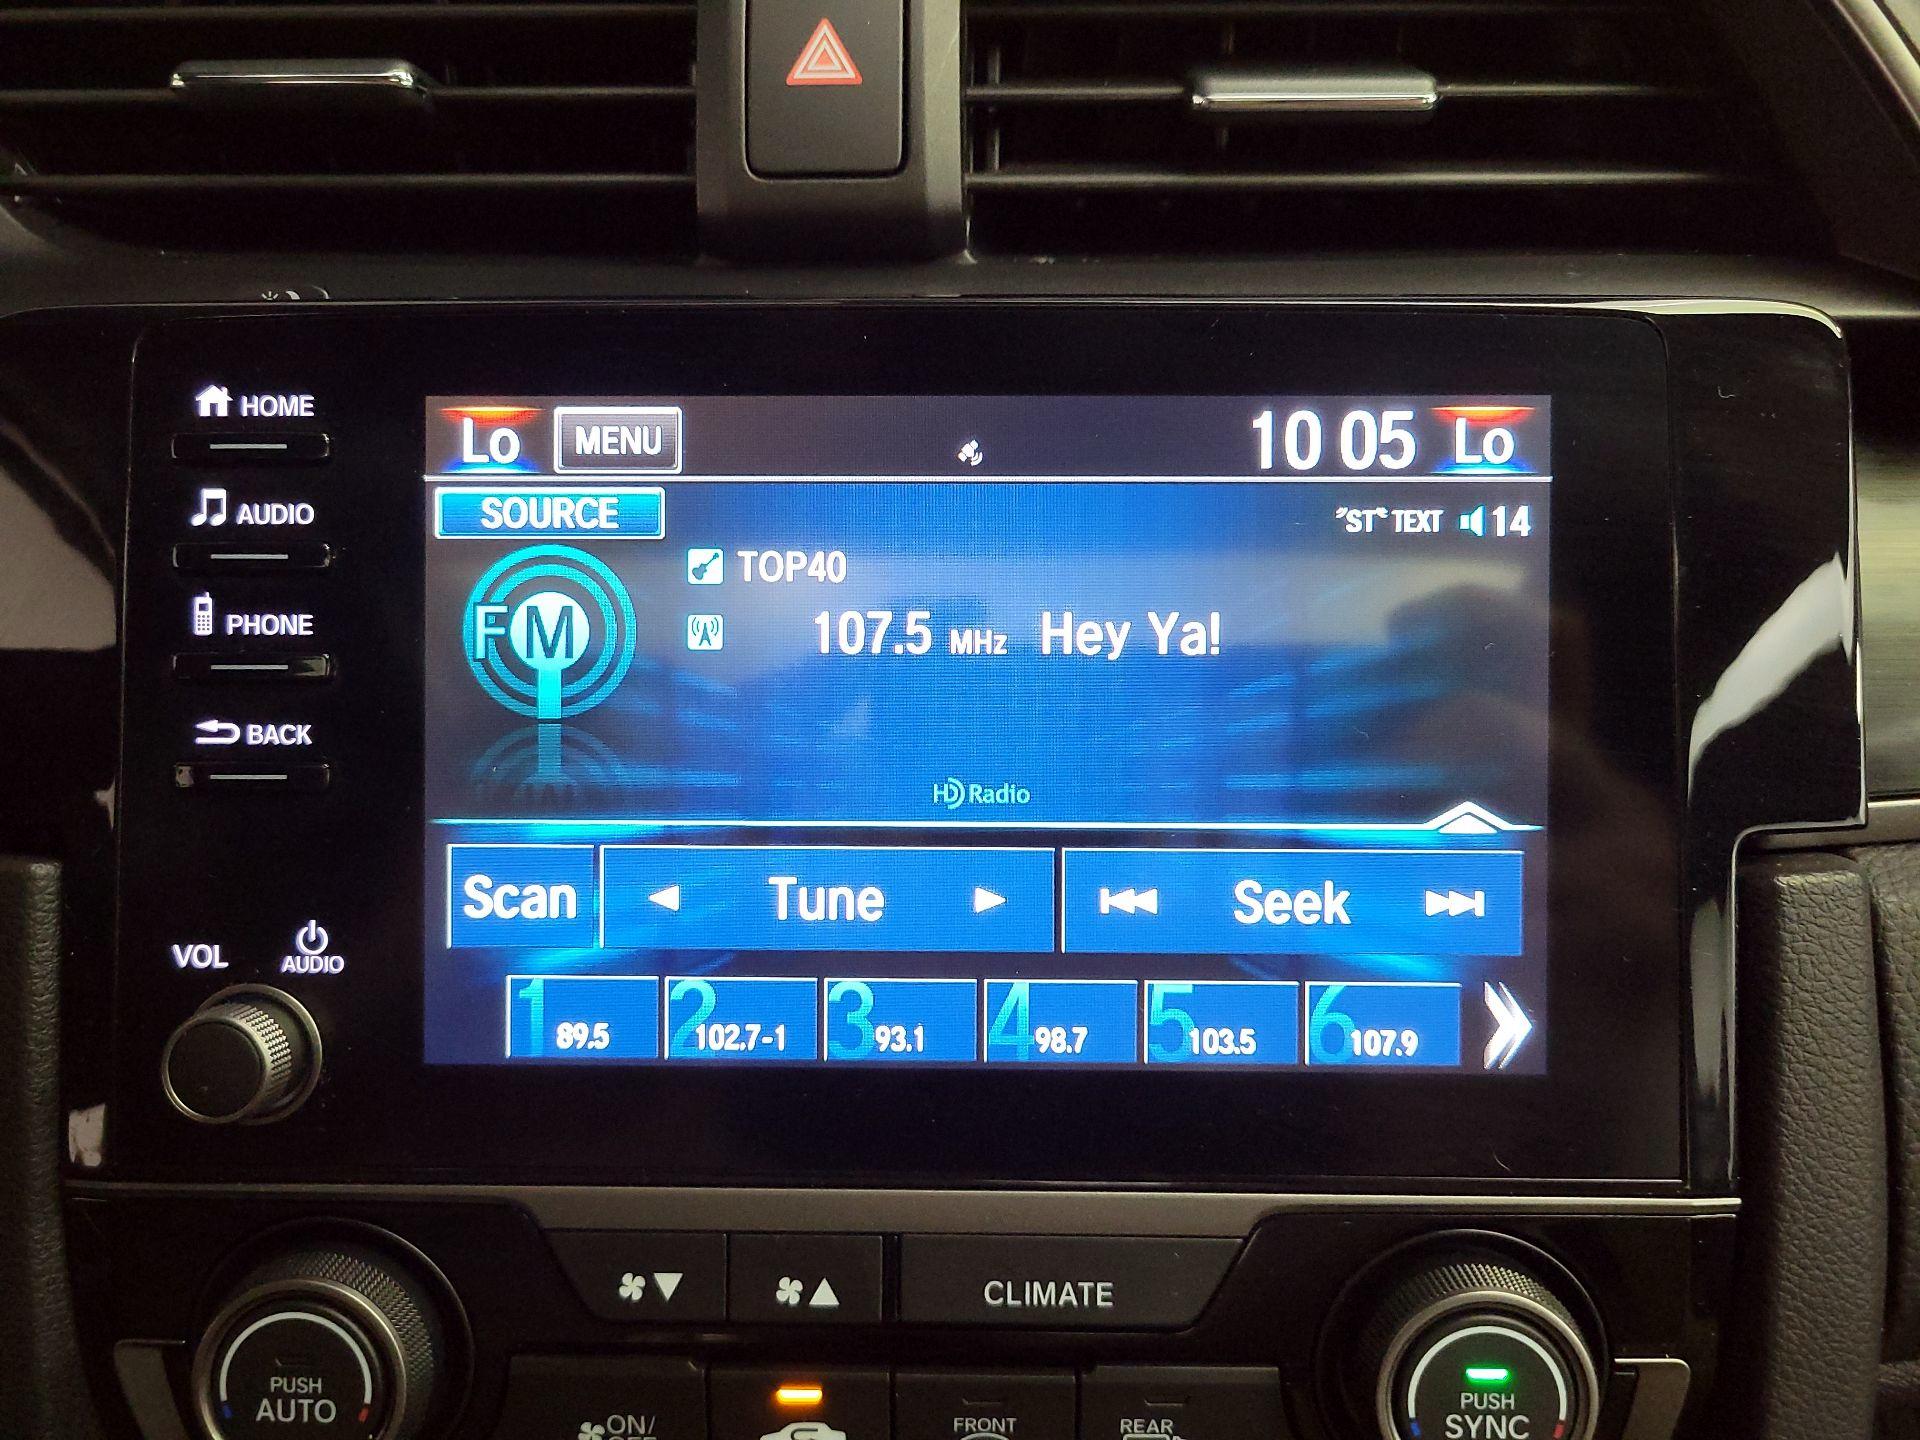 HOME
AUDIO
PHONE
BACK
VOL
AUDIO
Lo MENU 10 05 Lo
SOURCE "ST" TEXT 14
FM
TOP40
107.5 MHz Hey Ya!
HD Radio
Scan Tune Seek
1 89.5 2 102.7-1 3 93.1 4 98.7 5 103.5 6 107.9
CLIMATE
PUSH
AUTO
ON/
FRONT
REAR
PUSH
SYNC